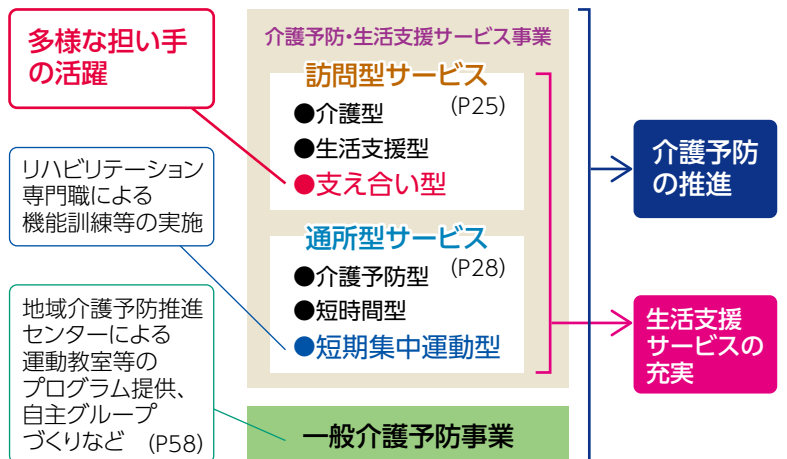 多様な担い手
の活躍
リハビリテーション
専門職による
機能訓練等の実施
地域介護予防推進
センターによる
運動教室等の
プログラム提供、
自主グループ
づくりなど (P58)
介護予防・生活支援サービス事業
訪問型サービス
●介護型 (P25)
●生活支援型
●支え合い型
通所型サービス
●介護予防型 (P28)
●短時間型
●短期集中運動型
一般介護予防事業
介護予防
の推進
生活支援
サービスの
充実